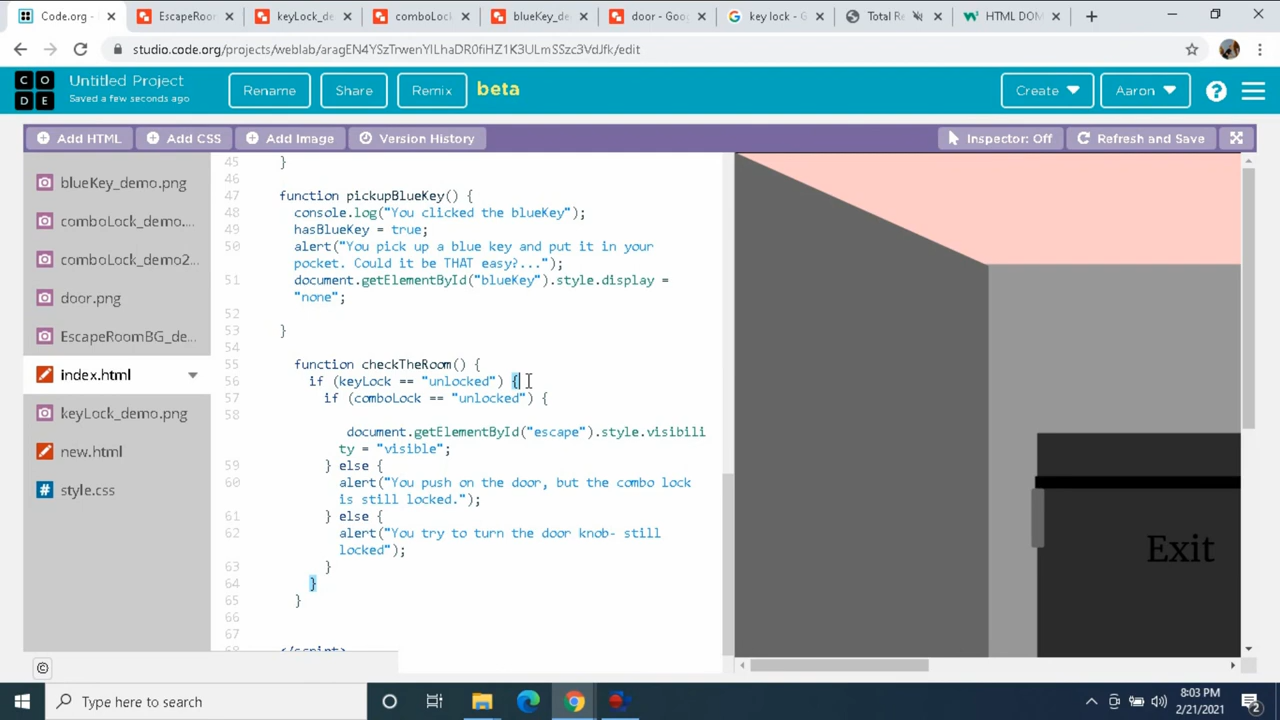 Code.org
EscapeRoo
keyLock_de
comboLock
blueKey_de
door - Goo
key lock - G
Total Re
HTML DOM
studio.code.org/projects/weblab/aragEN4YSzTrwenYILhaDR0fiHZ1K3ULmSSzc3VdJfk/edit
C O
D E
Untitled Project
Saved a few seconds ago
Rename
Share
Remix
beta
Create
Aaron
?
Add HTML
Add CSS
Add Image
Version History
Inspector: Off
Refresh and Save
blueKey_demo.png
comboLock_demo....
comboLock_demo2...
door.png
EscapeRoomBG_de...
index.html
keyLock_demo.png
new.html
style.css
45 }
46
47 function pickupBlueKey() {
48 console.log("You clicked the blueKey");
49 hasBlueKey = true;
50 alert("You pick up a blue key and put it in your
pocket. Could it be THAT easy?...");
51 document.getElementById("blueKey").style.display =
"none";
52
53 }
54
55 function checkTheRoom() {
56 if (keyLock == "unlocked") {
57 if (comboLock == "unlocked") {
58
document.getElementById("escape").style.visibili
ty = "visible";
59 } else {
60 alert("You push on the door, but the combo lock
is still locked.");
61 } else {
62 alert("You try to turn the door knob- still
locked");
63 }
64 }
65 }
66
67
68 </script>
Exit
Type here to search
8:03 PM
2/21/2021
2